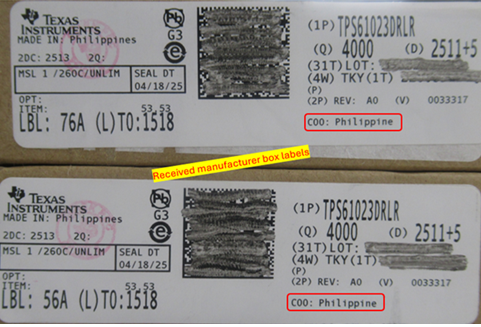 TEXAS
INSTRUMENTS
MADE IN: Philippines
2DC: 2513 2Q:
MSL 1 /260C/UNLIM
SEAL DT
04/18/25
OPT:
ITEM:
53,53
LBL: 76A (L)TO:1518
Pb
G3
e
(1P) TPS61023DRLR
(Q) 4000 (D) 2511+5
(31T)LOT:
(4W) TKY(1T)
(P)
(2P) REV: A0 (V) 0033317
COO: Philippine
Received manufacturer box labels
TEXAS
INSTRUMENTS
MADE IN: Philippines
2DC: 2513 2Q:
MSL 1 /260C/UNLIM
SEAL DT
04/18/25
OPT:
ITEM:
53,53
LBL: 56A (L)TO:1518
Pb
G3
e
(1P) TPS61023DRLR
(Q) 4000 (D) 2511+5
(31T)LOT:
(4W) TKY(1T)
(P)
(2P) REV: A0 (V) 0033317
COO: Philippine